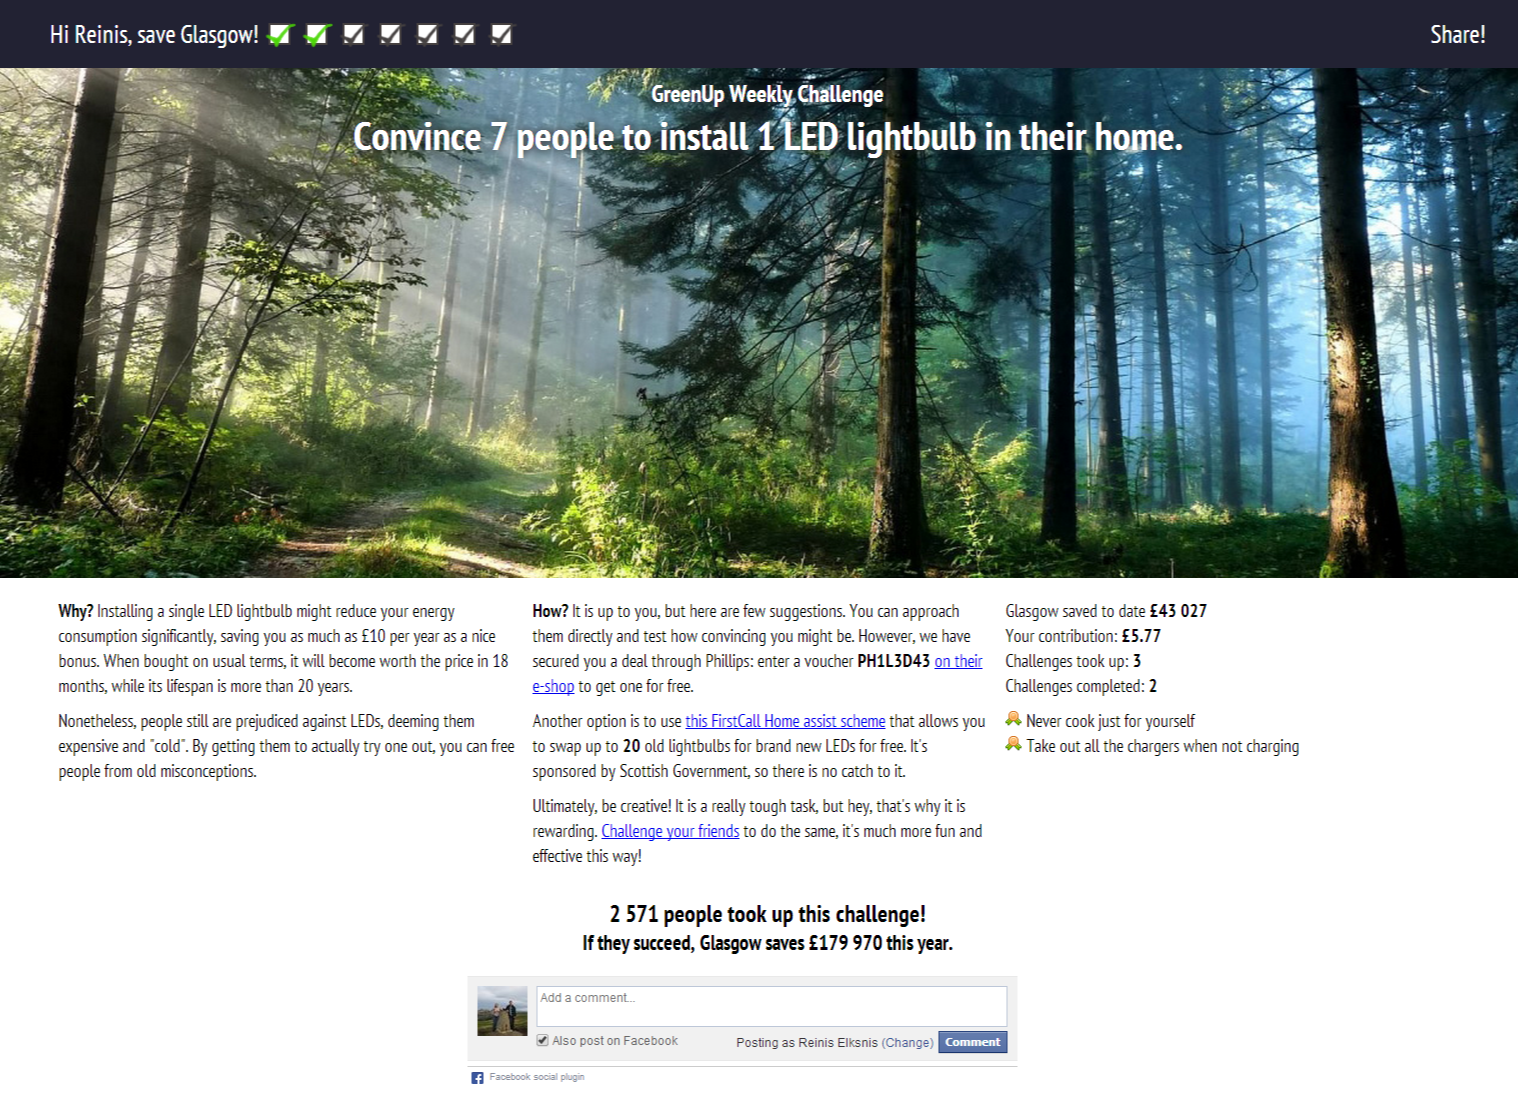 Hi Reinis, save Glasgow!
Share!
GreenUp Weekly Challenge
Convince 7 people to install 1 LED lightbulb in their home.
Why? Installing a single LED lightbulb might reduce your energy
consumption significantly, saving you as much as £10 per year as a nice
bonus. When bought on usual terms, it will become worth the price in 18
months, while its lifespan is more than 20 years.
Nonetheless, people still are prejudiced against LEDs, deeming them
expensive and "cold". By getting them to actually try one out, you can free
people from old misconceptions.
How? It is up to you, but here are few suggestions. You can approach
them directly and test how convincing you might be. However, we have
secured you a deal through Phillips: enter a voucher PH1L3D43 on their
e-shop to get one for free.
Another option is to use this FirstCall Home assist scheme that allows you
to swap up to 20 old lightbulbs for brand new LEDs for free. It's
sponsored by Scottish Government, so there is no catch to it.
Ultimately, be creative! It is a really tough task, but hey, that's why it is
rewarding. Challenge your friends to do the same, it's much more fun and
effective this way!
Glasgow saved to date £43 027
Your contribution: £5.77
Challenges took up: 3
Challenges completed: 2
Never cook just for yourself
Take out all the chargers when not charging
2 571 people took up this challenge!
If they succeed, Glasgow saves £179 970 this year.
Add a comment...
Also post on Facebook
Posting as Reinis Elksnis (Change)
Comment
Facebook social plugin